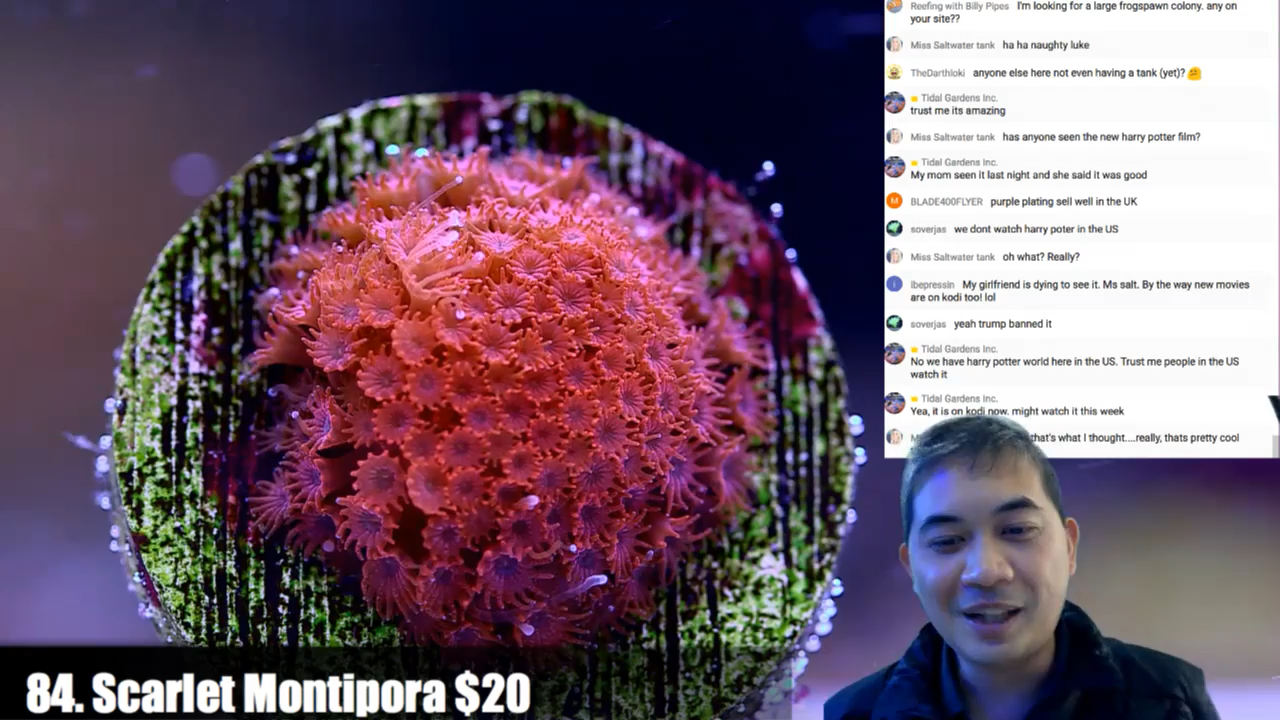 Reefing with Billy Pipes I'm looking for a large frogspawn colony. any on
your site??
Miss Saltwater tank ha ha naughty luke
TheDarthloki anyone else here not even having a tank (yet)? 🤗
Tidal Gardens Inc.
trust me its amazing
Miss Saltwater tank has anyone seen the new harry potter film?
Tidal Gardens Inc.
My mom seen it last night and she said it was good
M BLADE400FLYER purple plating sell well in the UK
soverjas we dont watch harry poter in the US
Miss Saltwater tank oh what? Really?
ibepressin My girlfriend is dying to see it. Ms salt. By the way new movies
are on kodi too! lol
soverjas yeah trump banned it
Tidal Gardens Inc.
No we have harry potter world here in the US. Trust me people in the US
watch it
Tidal Gardens Inc.
Yea, it is on kodi now. might watch it this week
that's what I thought....really, thats pretty cool
84. Scarlet Montipora $20